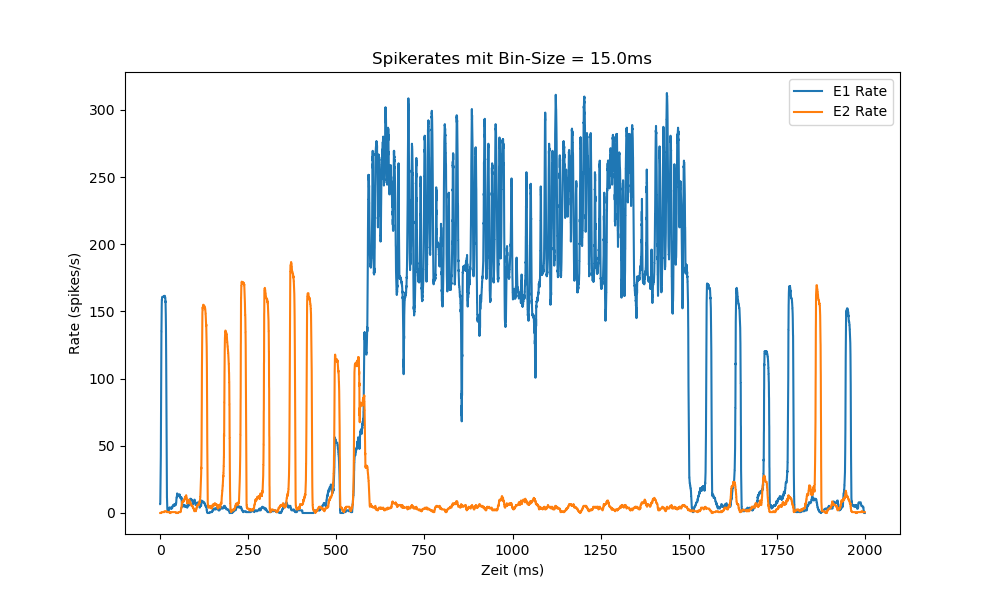 Spikerates mit Bin-Size = 15.0ms
E1 Rate
E2 Rate
Rate (spikes/s)
300
250
200
150
100
50
0
0 250 500 750 1000 1250 1500 1750 2000
Zeit (ms)